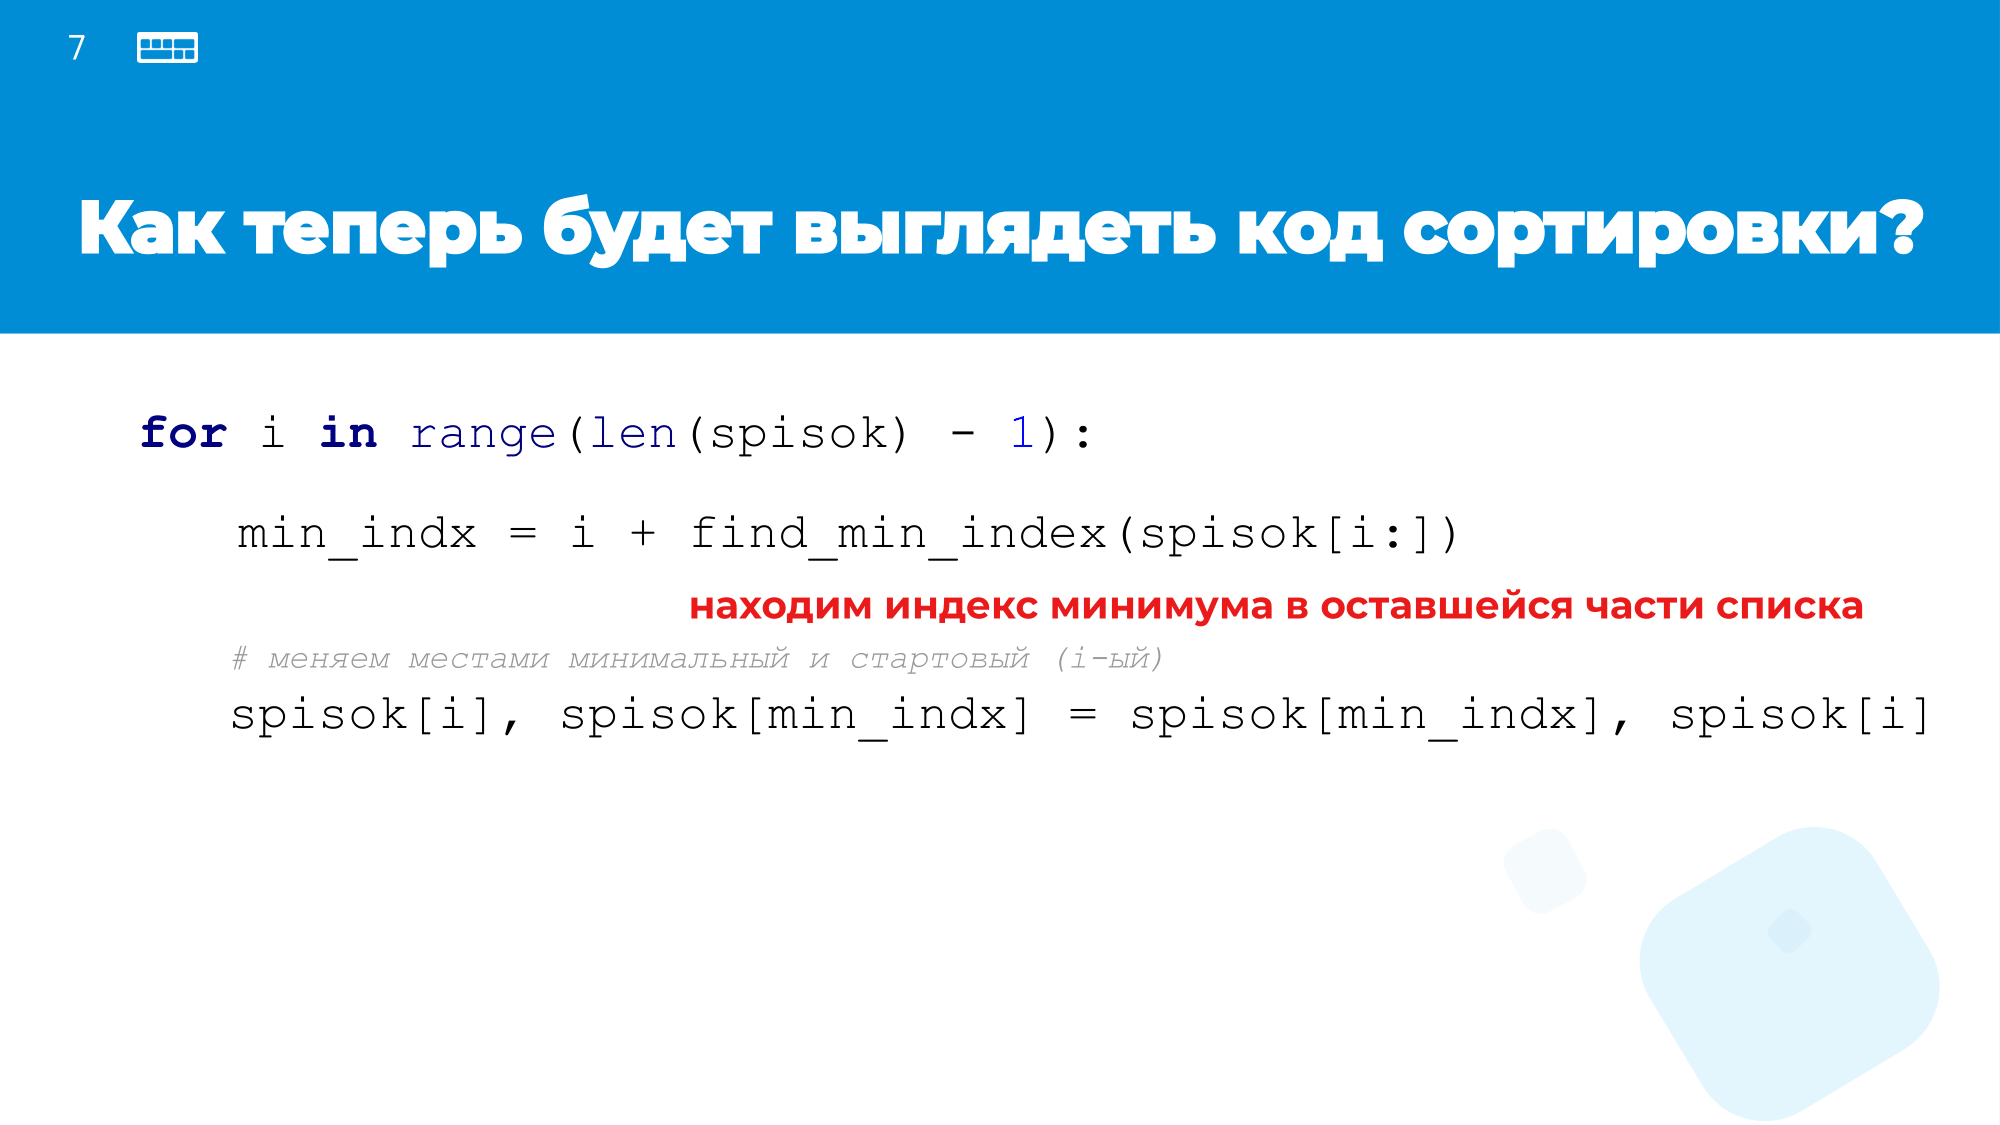 7
Как теперь будет выглядеть код сортировки?
for i in range(len(spisok) - 1):
min_indx = i + find_min_index(spisok[i:])
находим индекс минимума в оставшейся части списка
# меняем местами минимальный и стартовый (i-ый)
spisok[i], spisok[min_indx] = spisok[min_indx], spisok[i]